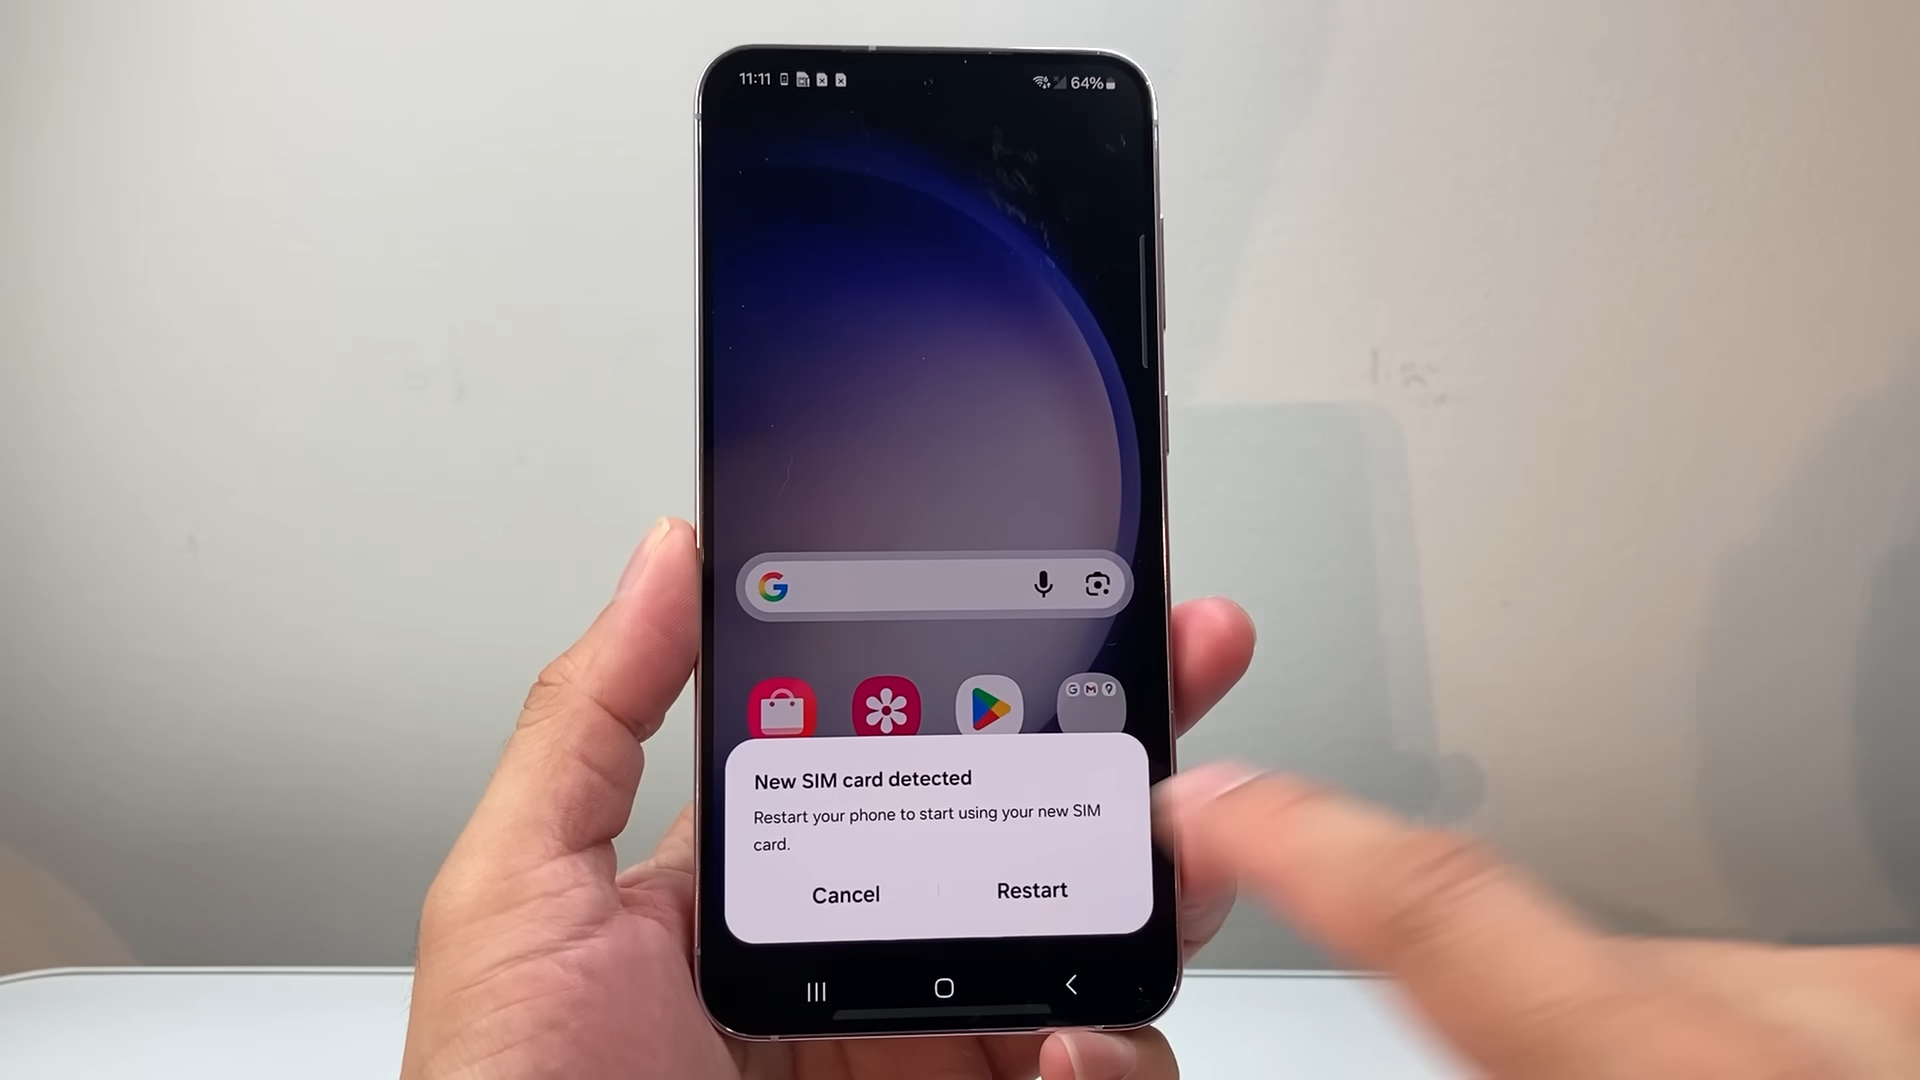 11:11
64%
G
New SIM card detected
Restart your phone to start using your new SIM
card.
Cancel
Restart